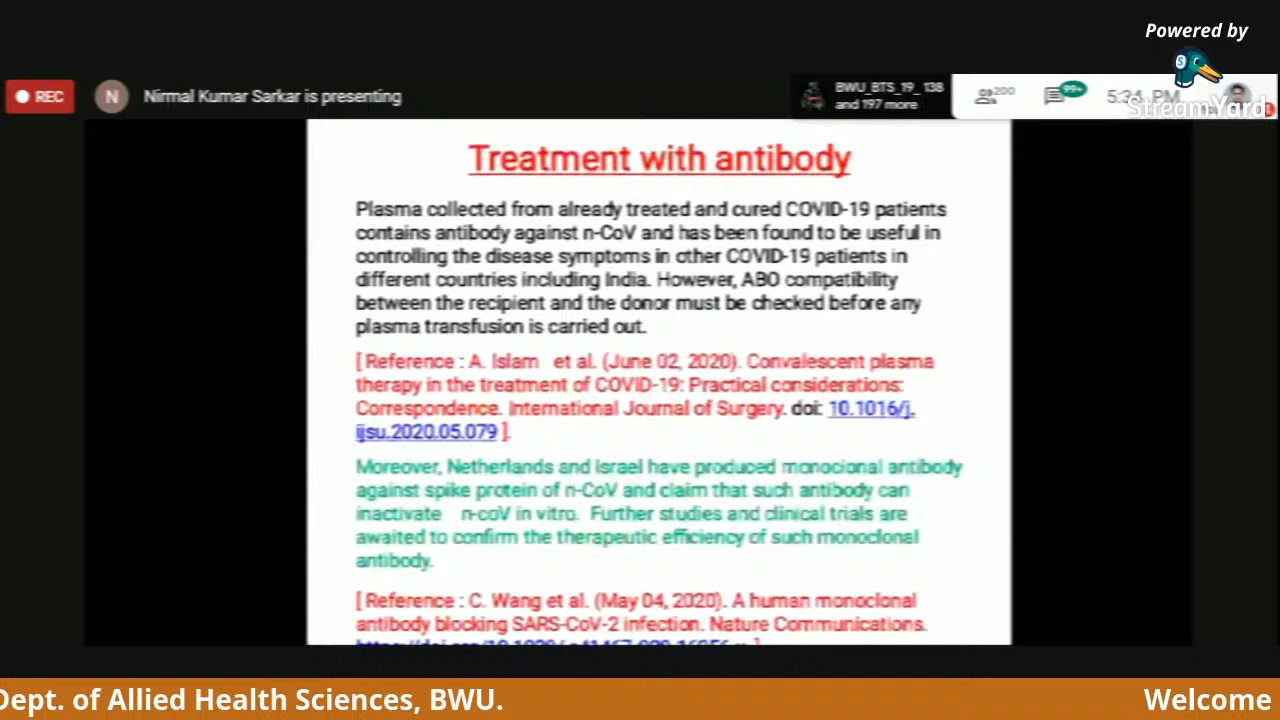 Powered by
REC
N
Nirmal Kumar Sarkar is presenting
BWU_BTS_19_ 138
and 197 more
200
99+
5:34 PM
StreamYard
Treatment with antibody
Plasma collected from already treated and cured COVID-19 patients
contains antibody against n-CoV and has been found to be useful in
controlling the disease symptoms in other COVID-19 patients in
different countries including India. However, ABO compatibility
between the recipient and the donor must be checked before any
plasma transfusion is carried out.
[ Reference : A. Islam et al. (June 02, 2020). Convalescent plasma
therapy in the treatment of COVID-19: Practical considerations:
Correspondence. International Journal of Surgery. doi: 10.1016/j.
ijsu.2020.05.079 ].
Moreover, Netherlands and Israel have produced monoclonal antibody
against spike protein of n-CoV and claim that such antibody can
inactivate n-coV in vitro. Further studies and clinical trials are
awaited to confirm the therapeutic efficiency of such monoclonal
antibody.
[ Reference : C. Wang et al. (May 04, 2020). A human monoclonal
antibody blocking SARS-CoV-2 infection. Nature Communications.
Dept. of Allied Health Sciences, BWU.
Welcome